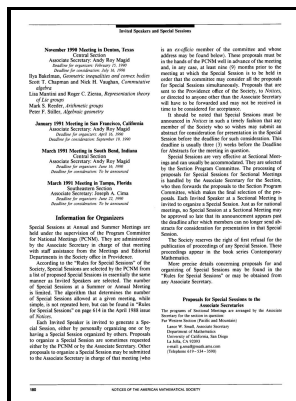 Invited Speakers and Special Sessions
November 1990 Meeting in Denton, Texas
Central Section
Associate Secretary: Andy Roy Magid
Deadline for organizers: February 21, 1990
Deadline for consideration: July 18, 1990
Ilya Bakelman, Geometric inequalities and convex bodies
Scott T. Chapman and Nick H. Vaughan, Commutative
algebra
Lisa Mantini and Roger C. Zierau, Representation theory
of Lie groups
Mark S. Reeder, Arithmetic groups
Peter F. Stiller, Algebraic geometry
January 1991 Meeting in San Francisco, California
Associate Secretary: Andy Roy Magid
Deadline for organizers: April 16, 1990
Deadline for consideration: September 19, 1990
March 1991 Meeting in South Bend, Indiana
Central Section
Associate Secretary: Andy Roy Magid
Deadline for organizers: June 16, 1990
Deadline for consideration: To be announced
March 1991 Meeting in Tampa, Florida
Southeastern Section
Associate Secretary: Joseph A. Cima
Deadline for organizers: June 22, 1990
Deadline for consideration: To be announced
Information for Organizers
Special Sessions at Annual and Summer Meetings are
held under the supervision of the Program Committee
for National Meetings (PCNM). They are administered
by the Associate Secretary in charge of that meeting
with staff assistance from the Meetings and Editorial
Departments in the Society office in Providence.
According to the "Rules for Special Sessions" of the
Society, Special Sessions are selected by the PCNM from
a list of proposed Special Sessions in essentially the same
manner as Invited Speakers are selected. The number
of Special Sessions at a Summer or Annual Meeting
is limited. The algorithm that determines the number
of Special Sessions allowed at a given meeting, while
simple, is not repeated here, but can be found in "Rules
for Special Sessions" on page 614 in the April 1988 issue
of Notices.
Each Invited Speaker is invited to generate a Spe-
cial Session, either by personally organizing one or by
having a Special Session organized by others. Proposals
to organize a Special Session are sometimes requested
either by the PCNM or by the Associate Secretary. Other
proposals to organize a Special Session may be submitted
to the Associate Secretary in charge of that meeting (who
is an ex-officio member of the committee and whose
address may be found below). These proposals must be
in the hands of the PCNM well in advance of the meeting
and, in any case, at least nine (9) months prior to the
meeting at which the Special Session is to be held in order
that the committee may consider all the proposals
for Special Sessions simultaneously. Proposals that are
sent to the Providence office of the Society, to Notices,
or directed to anyone other than the Associate Secretary
will have to be forwarded and may not be received in
time to be considered for acceptance.
It should be noted that Special Sessions must be
announced in Notices in such a timely fashion that any
member of the Society who so wishes may submit an
abstract for consideration for presentation in the Special
Session before the deadline for such consideration. This
deadline is usually three (3) weeks before the Deadline
for Abstracts for the meeting in question.
Special Sessions are very effective at Sectional Meet-
ings and can usually be accommodated. They are selected
by the Section Program Committee. The processing of
proposals for Special Sessions for Sectional Meetings
is handled by the Associate Secretary for the Section,
who then forwards the proposals to the Section Program
Committee, which makes the final selection of the pro-
posals. Each Invited Speaker at a Sectional Meeting is
invited to organize a Special Session. Just as for national
meetings, no Special Session at a Sectional Meeting may
be approved so late that its announcement appears past
the deadline after which members can no longer send ab-
stracts for consideration for presentation in that Special
Session.
The Society reserves the right of first refusal for the
publication of proceedings of any Special Session. These
proceedings appear in the book series Contemporary
Mathematics.
More precise details concerning proposals for and
organizing of Special Sessions may be found in the
"Rules for Special Sessions" or may be obtained from
any Associate Secretary.
Proposals for Special Sessions to the
Associate Secretaries
The programs of Sectional Meetings are arranged by the Associate
Secretary for the section in question:
Far Western Section (Pacific and Mountain)
Lance W. Small, Associate Secretary
Department of Mathematics
University of California, San Diego
La Jolla, CA 92093
(Telephone 619 - 534 - 3590)
NOTICES OF THE AMERICAN MATHEMATICAL SOCIETY